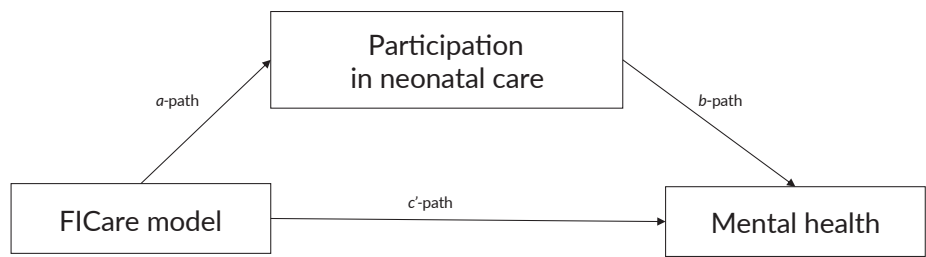 Participation
in neonatal care
a-path
b-path
FICare model
c’-path
Mental health